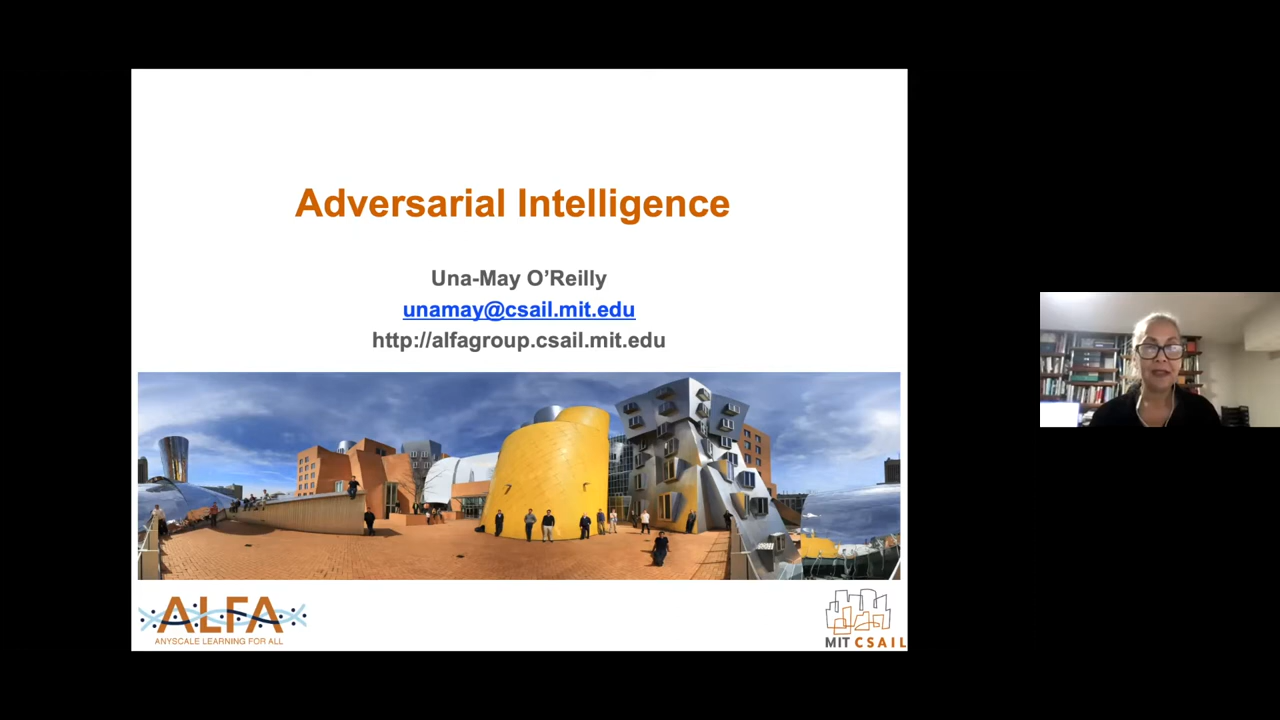 Adversarial Intelligence
Una-May O’Reilly
unamay@csail.mit.edu
http://alfagroup.csail.mit.edu
ALFA
ANYSCALE LEARNING FOR ALL
MIT CSAIL